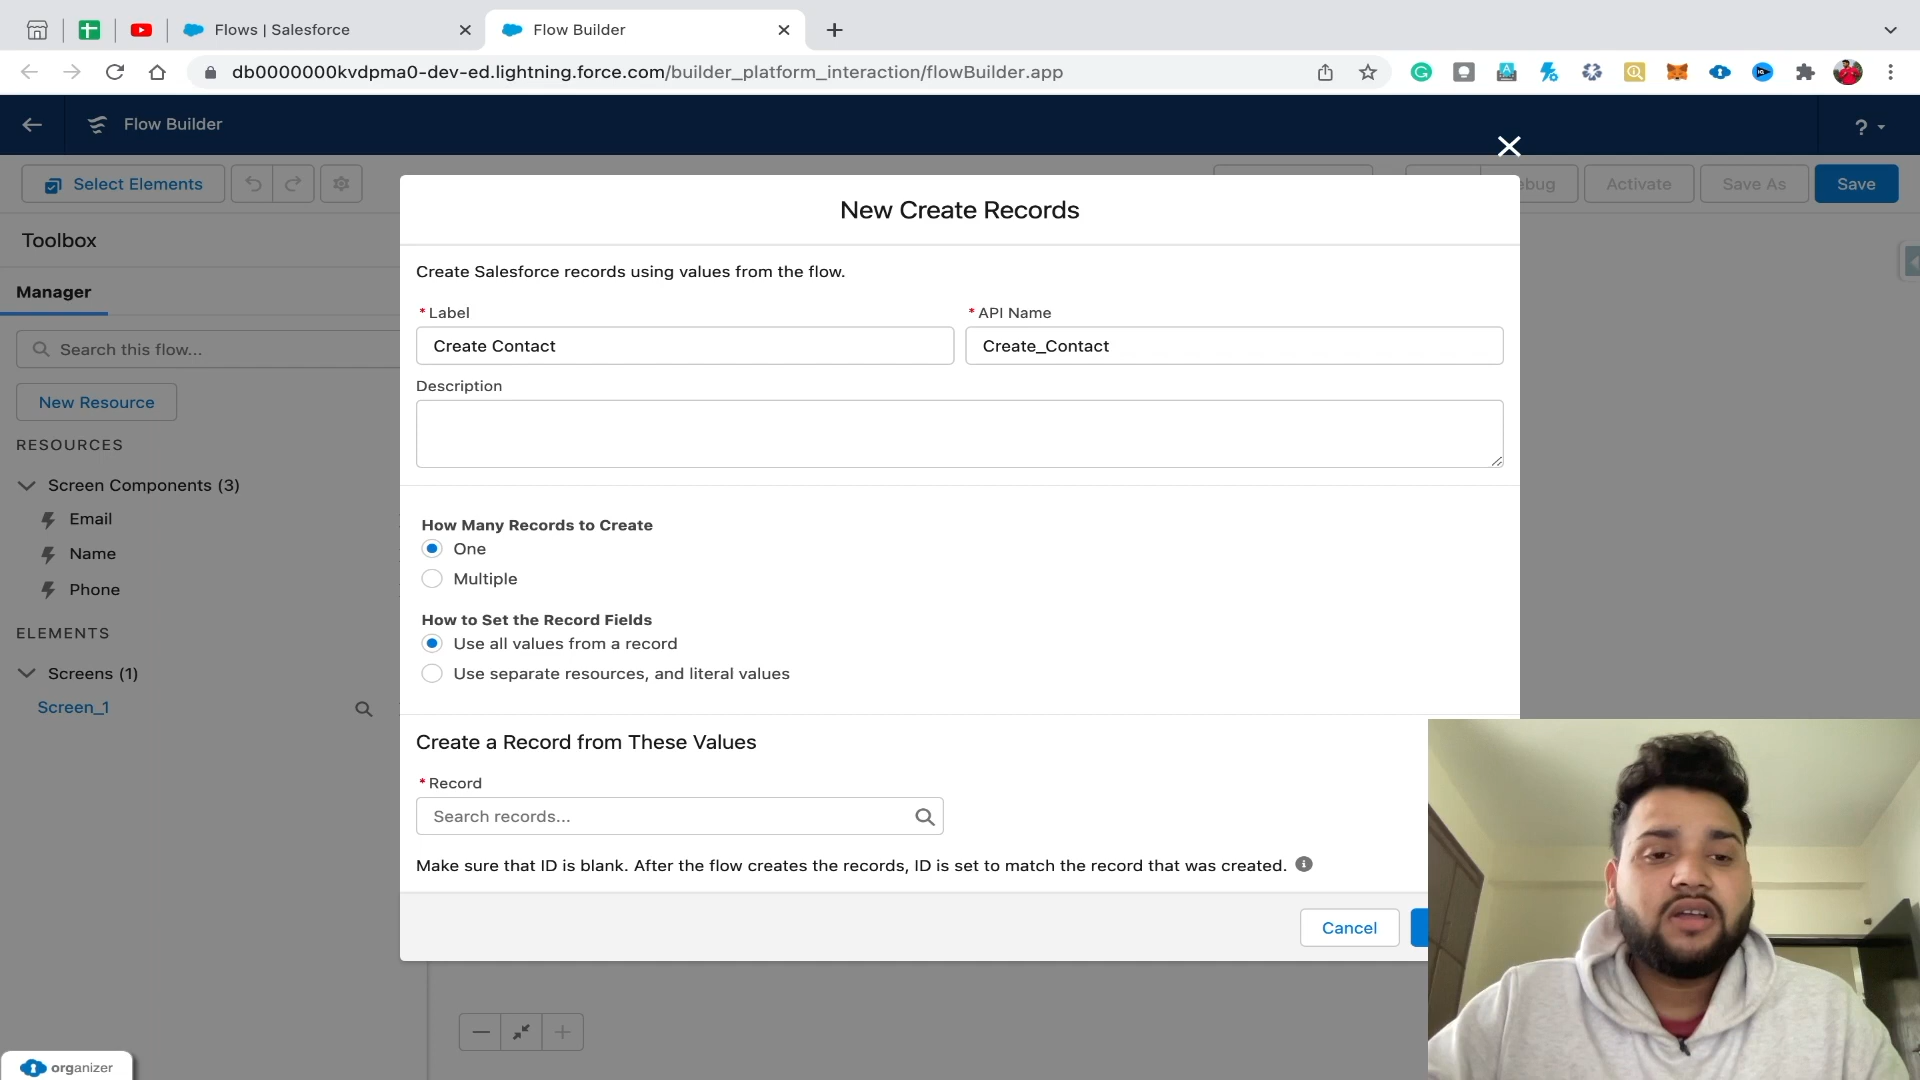 Flows | Salesforce
Flow Builder
db0000000kvdpma0-dev-ed.lightning.force.com/builder_platform_interaction/flowBuilder.app
Flow Builder
?
Select Elements
ebug
Activate
Save As
Save
Toolbox
Manager
Search this flow...
New Resource
RESOURCES
Screen Components (3)
Email
Name
Phone
ELEMENTS
Screens (1)
Screen_1
New Create Records
Create Salesforce records using values from the flow.
*Label
*API Name
Create Contact
Create_Contact
Description
How Many Records to Create
One
Multiple
How to Set the Record Fields
Use all values from a record
Use separate resources, and literal values
Create a Record from These Values
*Record
Search records...
Make sure that ID is blank. After the flow creates the records, ID is set to match the record that was created.
Cancel
organizer